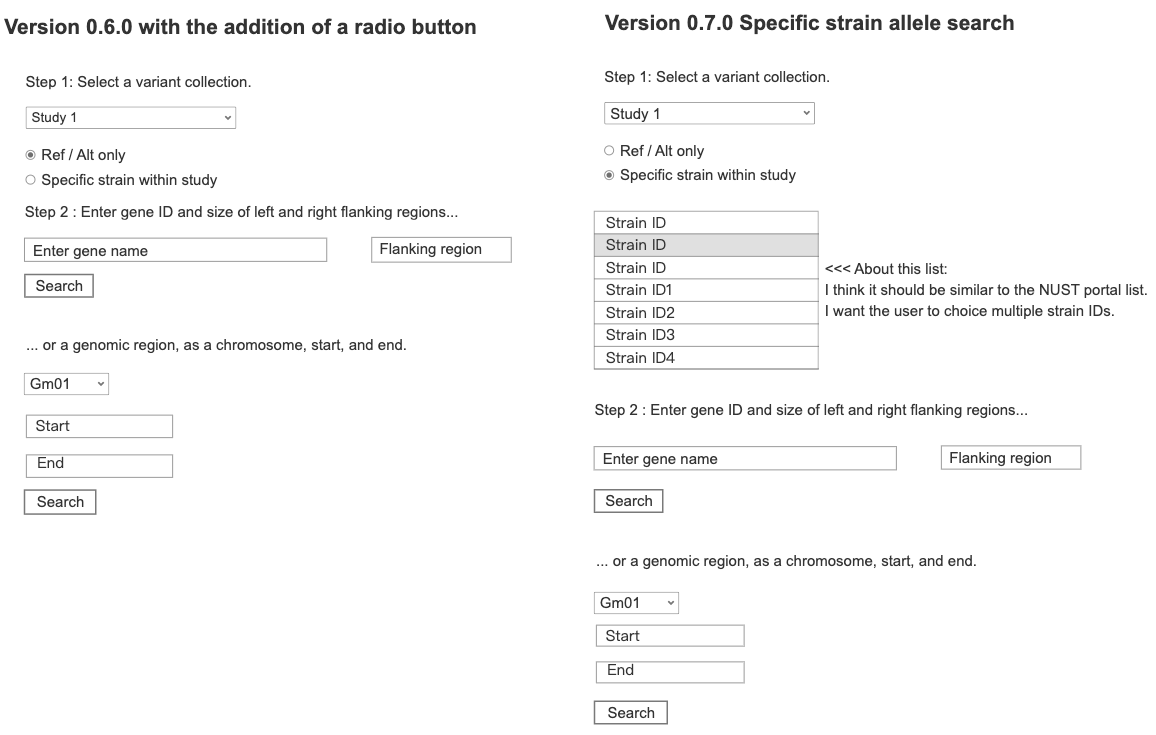 Version 0.6.0 with the addition of a radio button
Step 1: Select a variant collection.
Study 1
Ref / Alt only
Specific strain within study
Step 2 : Enter gene ID and size of left and right flanking regions...
Enter gene name
Flanking region
Search
... or a genomic region, as a chromosome, start, and end.
Gm01
Start
End
Search
Version 0.7.0 Specific strain allele search
Step 1: Select a variant collection.
Study 1
Ref / Alt only
Specific strain within study
Strain ID
Strain ID
Strain ID
Strain ID1
Strain ID2
Strain ID3
Strain ID4
<<< About this list:
I think it should be similar to the NUST portal list.
I want the user to choice multiple strain IDs.
Step 2 : Enter gene ID and size of left and right flanking regions...
Enter gene name
Flanking region
Search
... or a genomic region, as a chromosome, start, and end.
Gm01
Start
End
Search